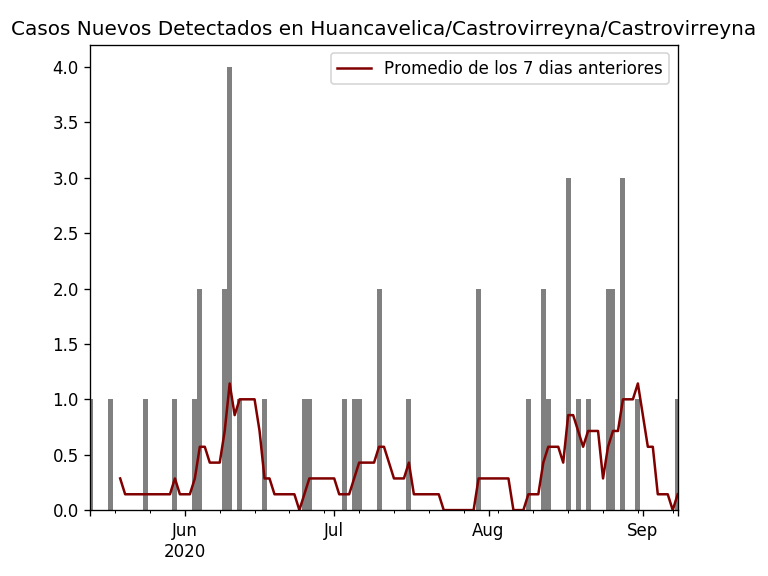 Casos Nuevos Detectados en Huancavelica/Castrovirreyna/Castrovirreyna
Promedio de los 7 dias anteriores
4.0
3.5
3.0
2.5
2.0
1.5
1.0
0.5
0.0
Jun
2020
Jul
Aug
Sep